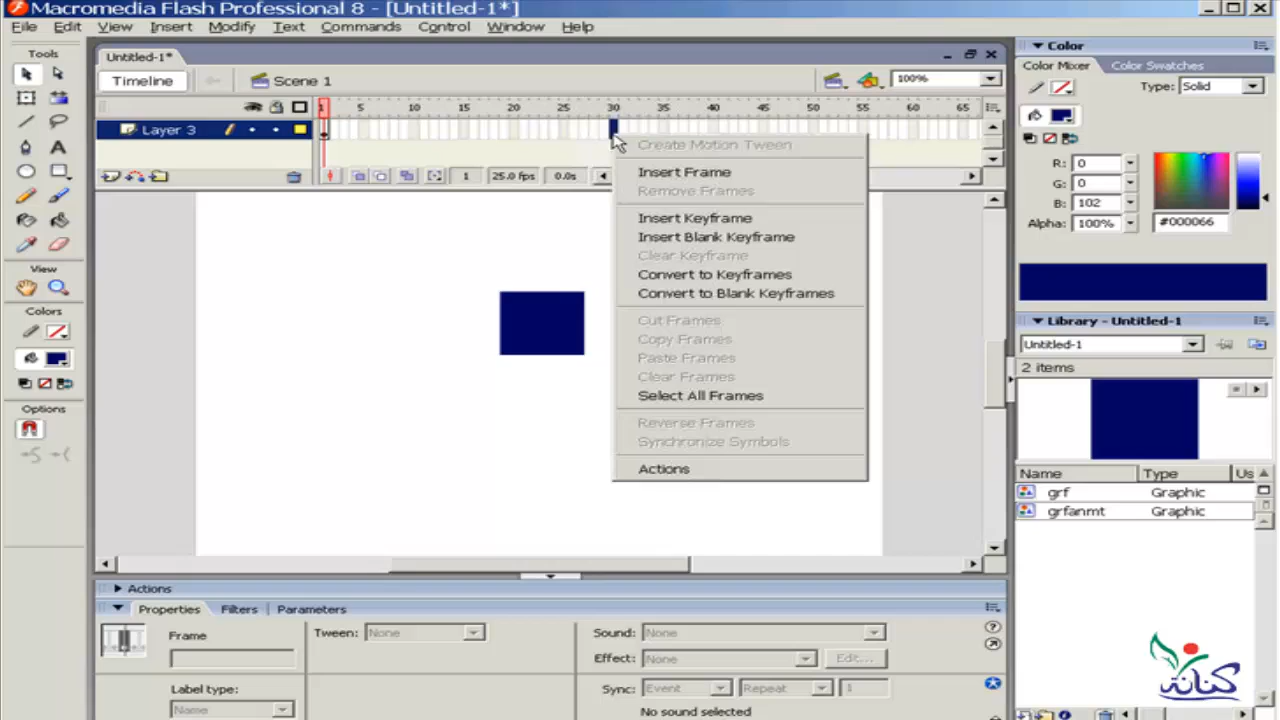 Macromedia Flash Professional 8 - [Untitled-1*]
File Edit View Insert Modify Text Commands Control Window Help
Tools
View
Colors
Options
Untitled-1*
Timeline
Scene 1
100%
1 5 10 15 20 25 30 35 40 45 50 55 60 65
Layer 3
1 25.0 fps 0.0s
Create Motion Tween
Insert Frame
Remove Frames
Insert Keyframe
Insert Blank Keyframe
Clear Keyframe
Convert to Keyframes
Convert to Blank Keyframes
Cut Frames
Copy Frames
Paste Frames
Clear Frames
Select All Frames
Reverse Frames
Synchronize Symbols
Actions
Actions
Properties Filters Parameters
Frame
Label type:
Name
Tween: None
Sound: None
Effect: None Edit...
Sync: Event Repeat 1
No sound selected
Color
Color Mixer Color Swatches
Type: Solid
R: 0
G: 0
B: 102
Alpha: 100% #000066
Library - Untitled-1
Untitled-1
2 items
Name Type Us
grf Graphic
grfanmt Graphic
كنانة